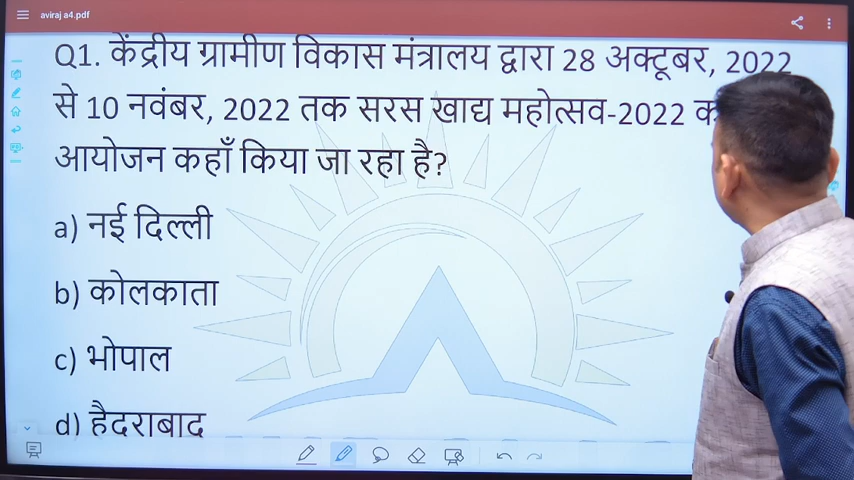 aviraj a4.pdf
Q1. केंद्रीय ग्रामीण विकास मंत्रालय द्वारा 28 अक्टूबर, 2022
से 10 नवंबर, 2022 तक सरस खाद्य महोत्सव-2022
आयोजन कहाँ किया जा रहा है?
a) नई दिल्ली
b) कोलकाता
c) भोपाल
d) हैदराबाद